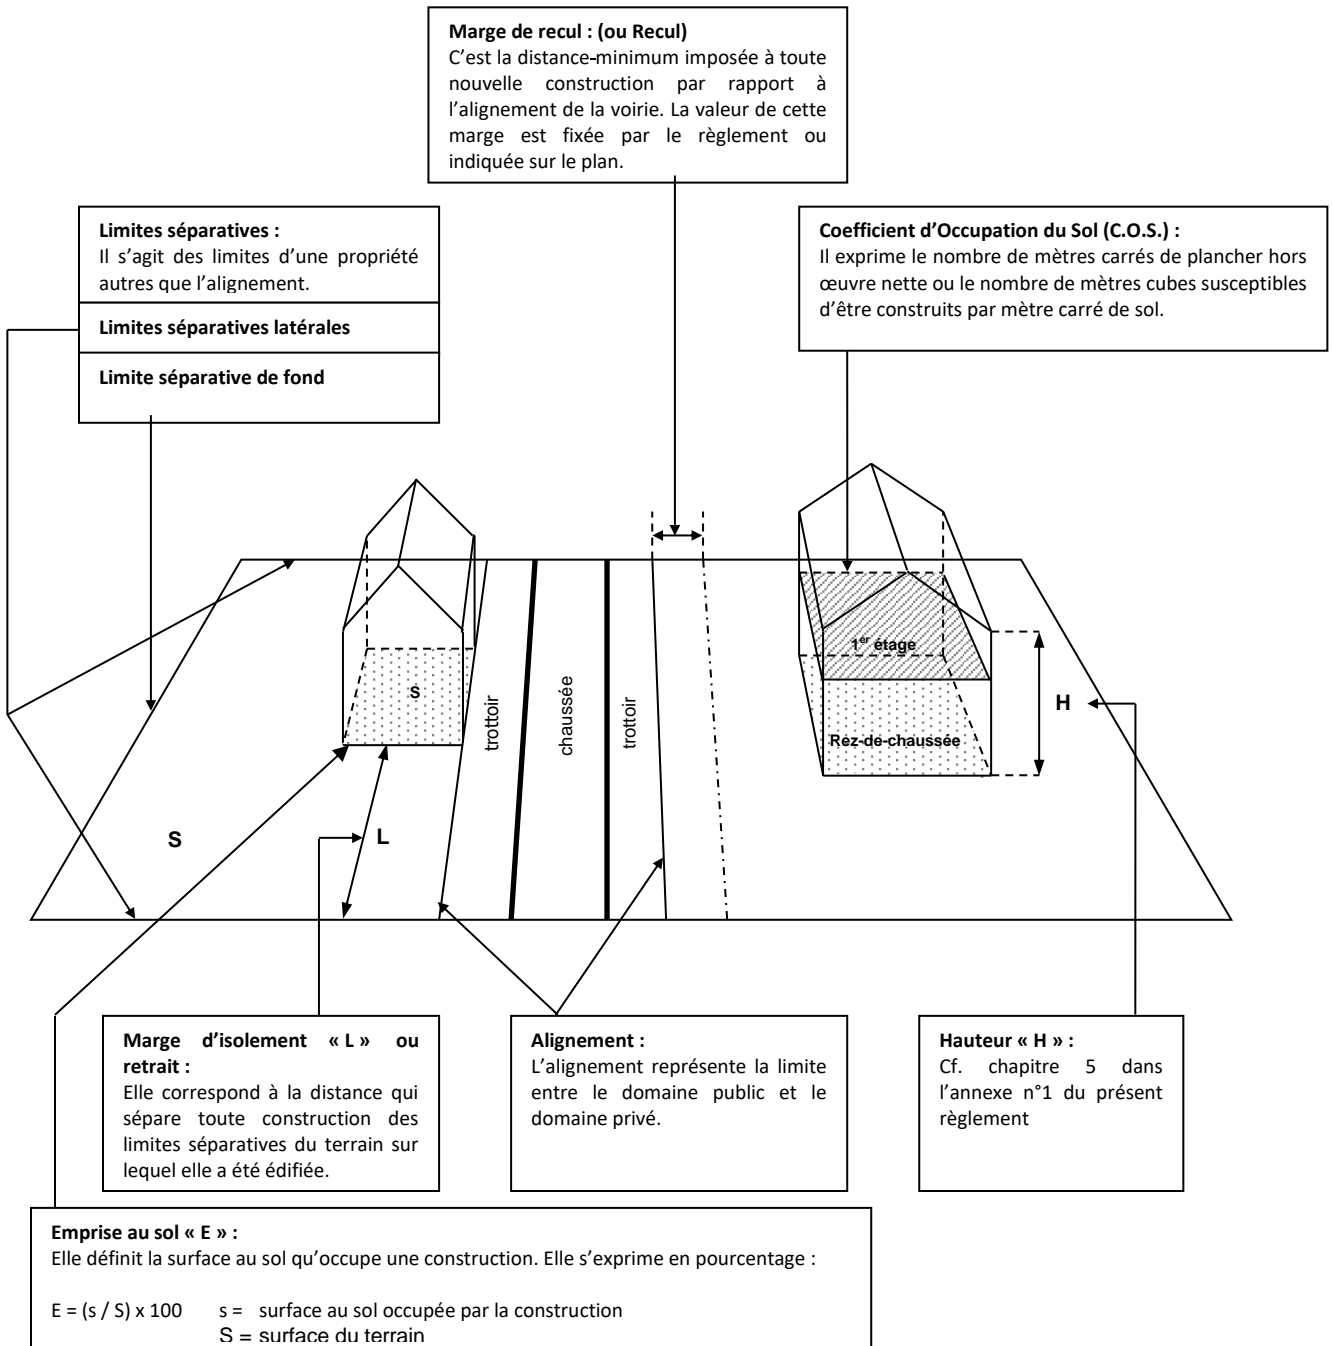 Marge de recul : (ou Recul)
C’est la distance-minimum imposée à toute
nouvelle construction par rapport à
l’alignement de la voirie. La valeur de cette
marge est fixée par le règlement ou
indiquée sur le plan.
Limites séparatives :
Il s’agit des limites d’une propriété
autres que l’alignement.
Limites séparatives latérales
Limite séparative de fond
Coefficient d’Occupation du Sol (C.O.S.) :
Il exprime le nombre de mètres carrés de plancher hors
œuvre nette ou le nombre de mètres cubes susceptibles
d’être construits par mètre carré de sol.
1er étage
Rez-de-chaussée
H
S
trottoir
chaussée
trottoir
S
L
Marge d’isolement « L » ou
retrait :
Elle correspond à la distance qui
sépare toute construction des
limites séparatives du terrain sur
lequel elle a été édifiée.
Alignement :
L’alignement représente la limite
entre le domaine public et le
domaine privé.
Hauteur « H » :
Cf. chapitre 5 dans
l’annexe n°1 du présent
règlement
Emprise au sol « E » :
Elle définit la surface au sol qu’occupe une construction. Elle s’exprime en pourcentage :
E = (s / S) x 100 s = surface au sol occupée par la construction
S = surface du terrain